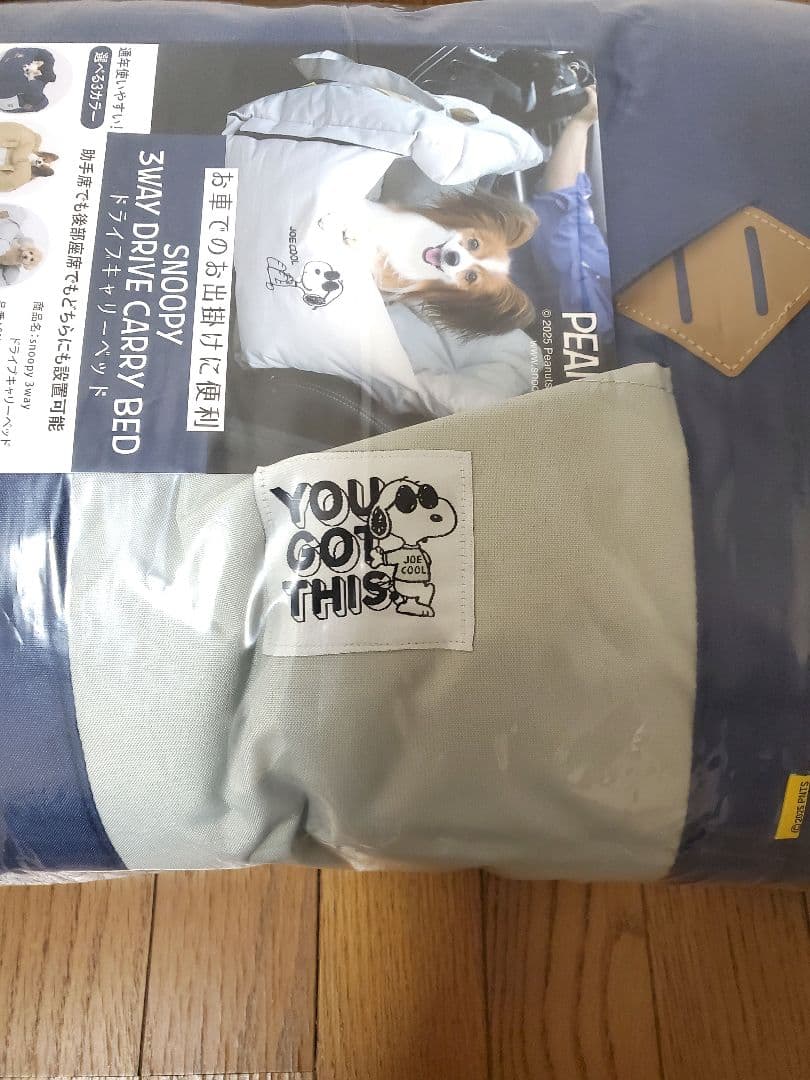 通年使いやすい!
選べる3カラー
PEA
© 2025 Peanuts
www.snoo
JOE COOL
お車でのお出掛けに便利
SNOOPY
3WAY DRIVE CARRY BED
ドライブキャリーベッド
助手席でも後部座席でもどちらにも設置可能
商品名:snoopy 3way
ドライブキャリーベッド
YOU
GOT
THIS.
JOE
COOL
©2025 PNTS